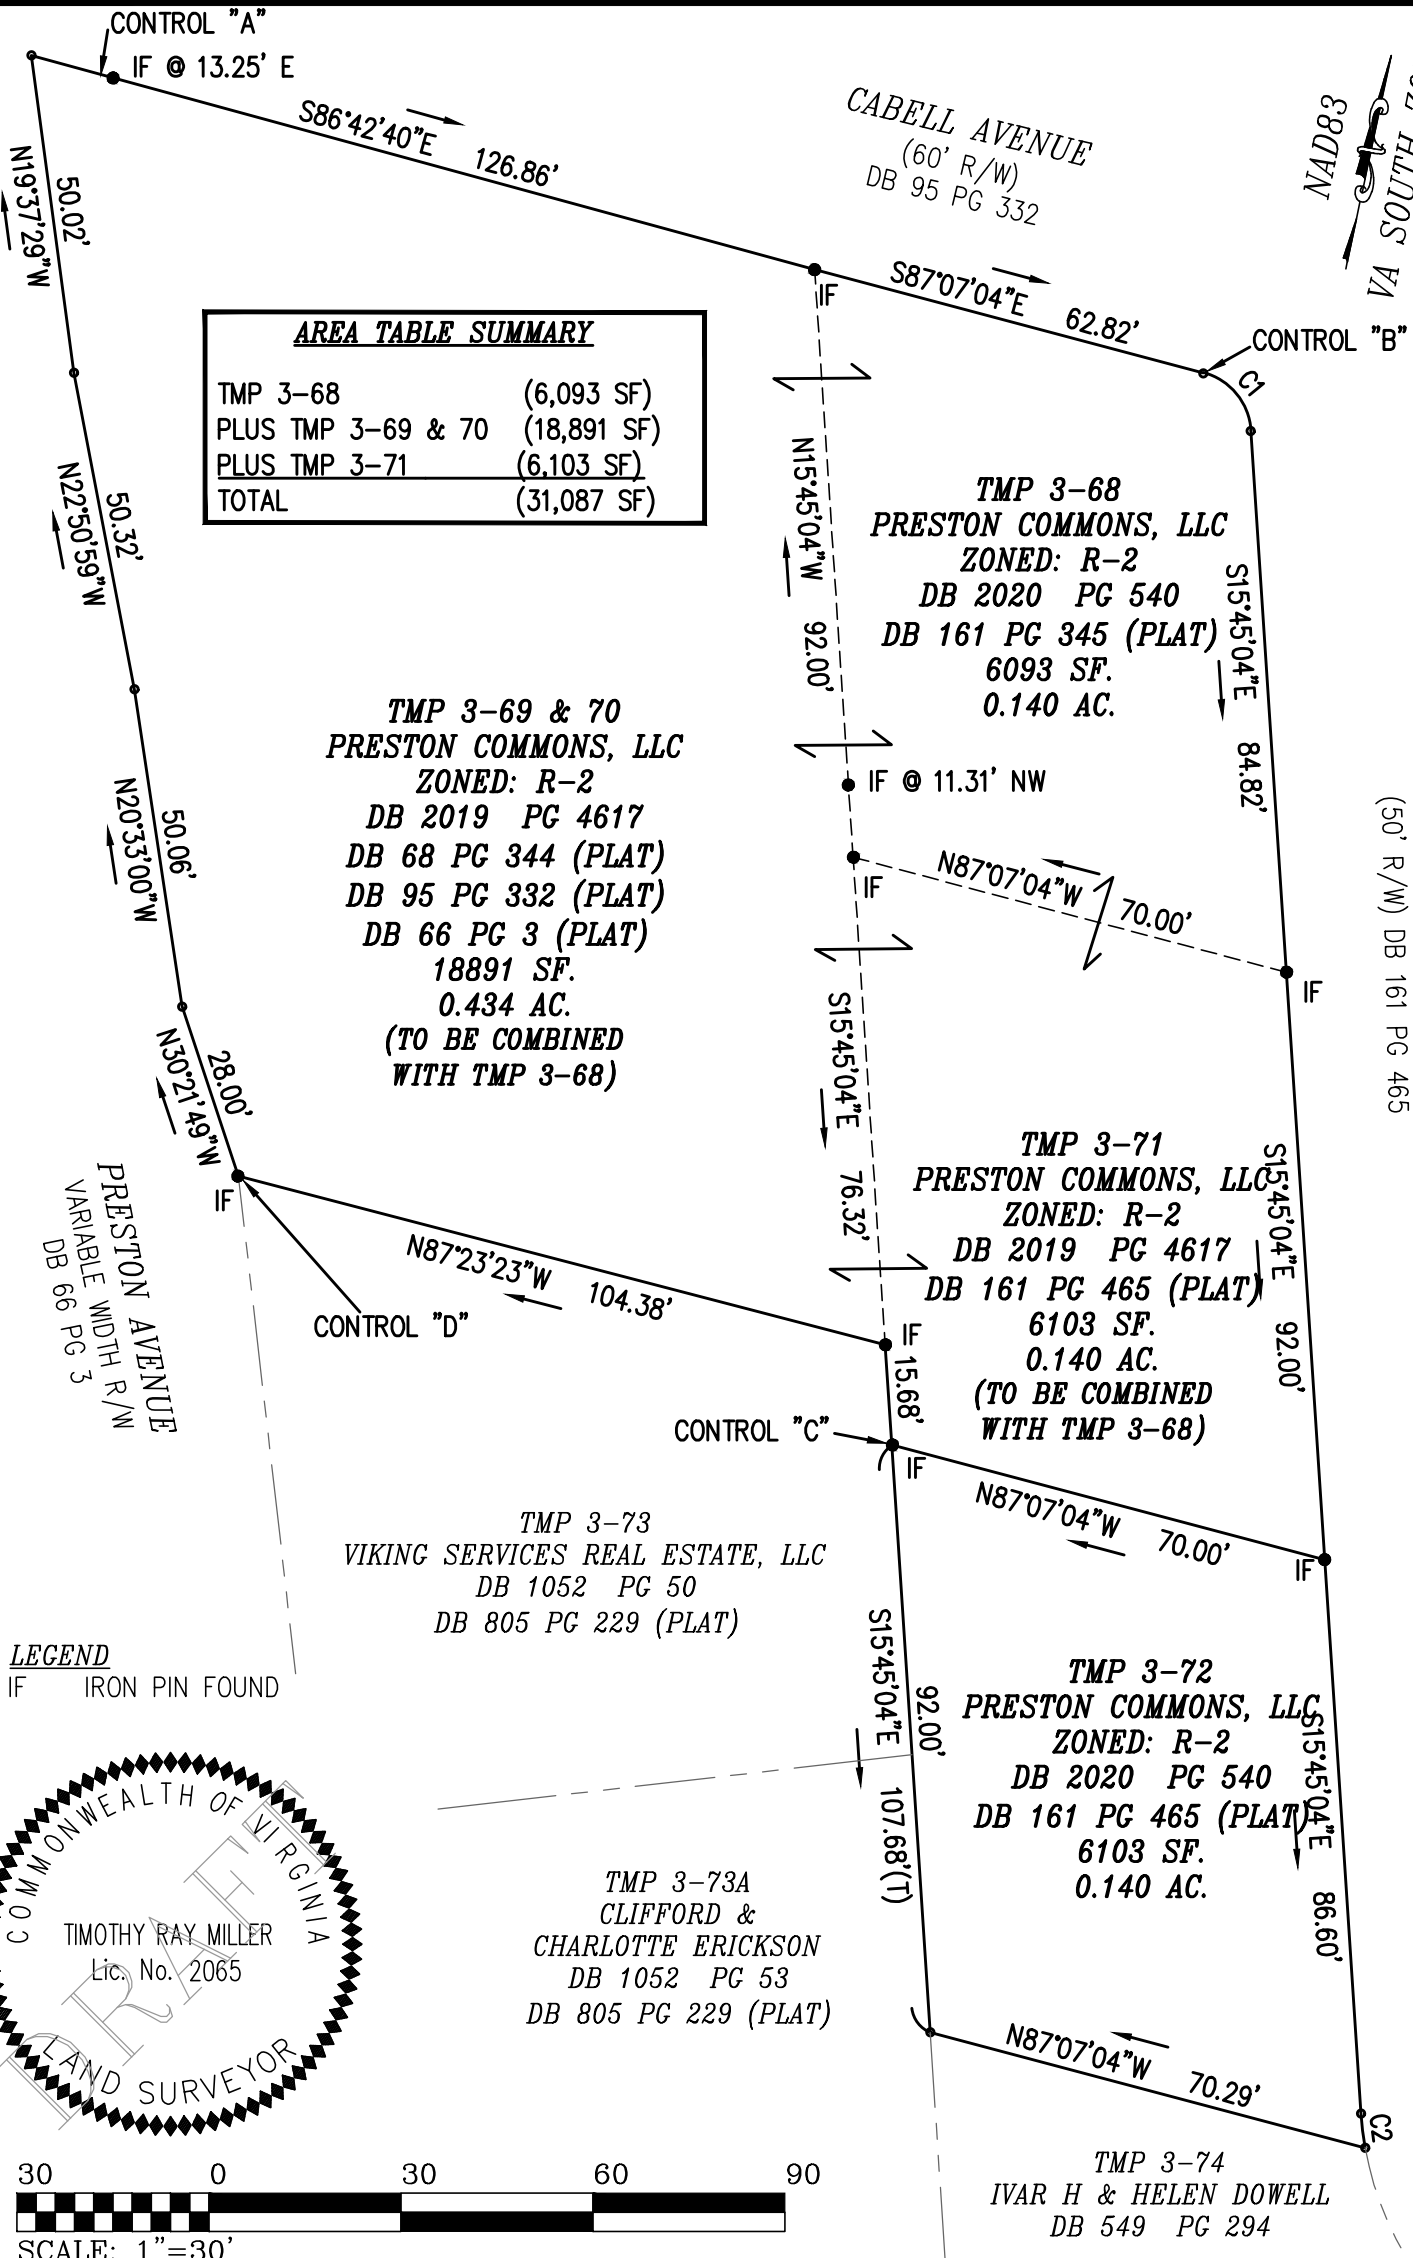 CONTROL "A"
IF @ 13.25' E
S86°42'40"E 126.86'
CABELL AVENUE
(60' R/W)
DB 95 PG 332
NAD83
VA SOUTH
N19°37'29"W
50.02'
IF
S87°07'04"E 62.82'
CONTROL "B"
C1
AREA TABLE SUMMARY
TMP 3-68 (6,093 SF)
PLUS TMP 3-69 & 70 (18,891 SF)
PLUS TMP 3-71 (6,103 SF)
TOTAL (31,087 SF)
N22°50'59"W
50.32'
N15°45'04"W 92.00'
TMP 3-68
PRESTON COMMONS, LLC
ZONED: R-2
DB 2020 PG 540
DB 161 PG 345 (PLAT)
6093 SF.
0.140 AC.
S15°45'04"E 84.82'
TMP 3-69 & 70
PRESTON COMMONS, LLC
ZONED: R-2
DB 2019 PG 4617
DB 68 PG 344 (PLAT)
DB 95 PG 332 (PLAT)
DB 66 PG 3 (PLAT)
18891 SF.
0.434 AC.
(TO BE COMBINED
WITH TMP 3-68)
IF @ 11.31' NW
IF
N87°07'04"W 70.00'
IF
(50' R/W) DB 161 PG 465
N20°33'00"W
50.06'
N30°21'49"W
28.00'
IF
S15°45'04"E 76.32'
TMP 3-71
PRESTON COMMONS, LLC
ZONED: R-2
DB 2019 PG 4617
DB 161 PG 465 (PLAT)
6103 SF.
0.140 AC.
(TO BE COMBINED
WITH TMP 3-68)
S15°45'04"E 92.00'
PRESTON AVENUE
VARIABLE WIDTH R/W
DB 66 PG 3
N87°23'23"W 104.38'
CONTROL "D"
IF
15.68'
CONTROL "C"
IF
N87°07'04"W 70.00'
IF
TMP 3-73
VIKING SERVICES REAL ESTATE, LLC
DB 1052 PG 50
DB 805 PG 229 (PLAT)
LEGEND
IF IRON PIN FOUND
S15°45'04"E 107.68'(T)
92.00'
TMP 3-72
PRESTON COMMONS, LLC
ZONED: R-2
DB 2020 PG 540
DB 161 PG 465 (PLAT)
6103 SF.
0.140 AC.
S15°45'04"E 86.60'
COMMONWEALTH OF VIRGINIA
TIMOTHY RAY MILLER
Lic. No. 2065
LAND SURVEYOR
DRAFT
TMP 3-73A
CLIFFORD &
CHARLOTTE ERICKSON
DB 1052 PG 53
DB 805 PG 229 (PLAT)
N87°07'04"W 70.29'
C2
TMP 3-74
IVAR H & HELEN DOWELL
DB 549 PG 294
30 0 30 60 90
SCALE: 1"=30'